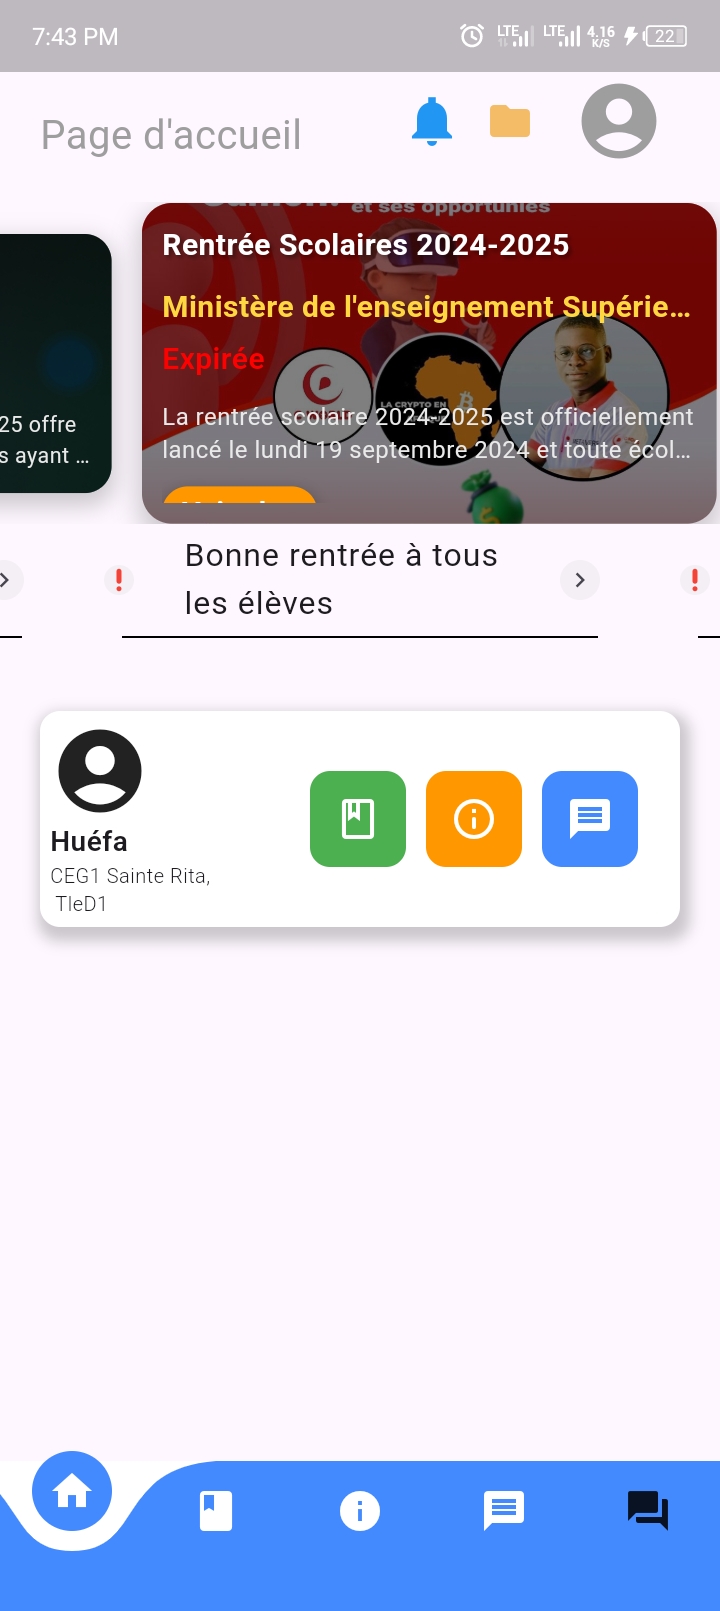 7:43 PM
LTE LTE 4.16 K/S 22
Page d'accueil
et ses opportunies
Rentrée Scolaires 2024-2025
Ministère de l'enseignement Supérie...
Expirée
LA CRYPTO EN
La rentrée scolaire 2024-2025 est officiellement
lancé le lundi 19 septembre 2024 et toute écol...
25 offre
s ayant ...
Bonne rentrée à tous
les élèves
Huéfa
CEG1 Sainte Rita,
TleD1